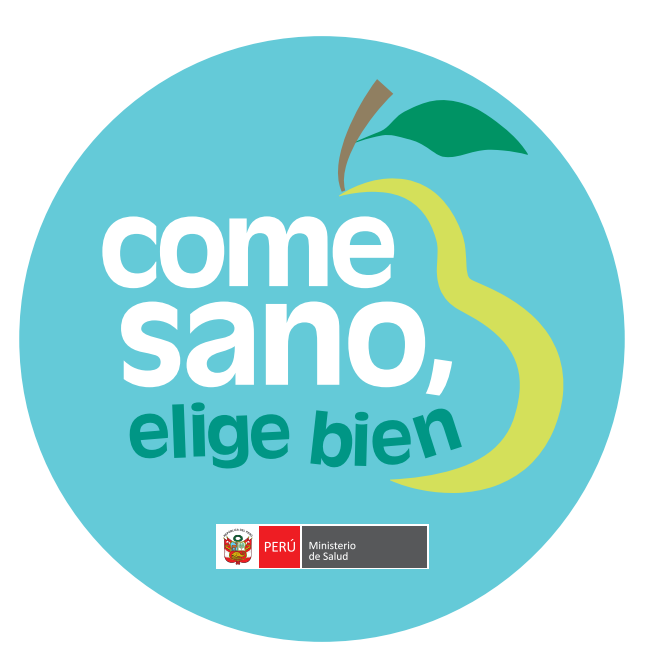 come
sano,
elige bien
PERÚ
Ministerio
de Salud